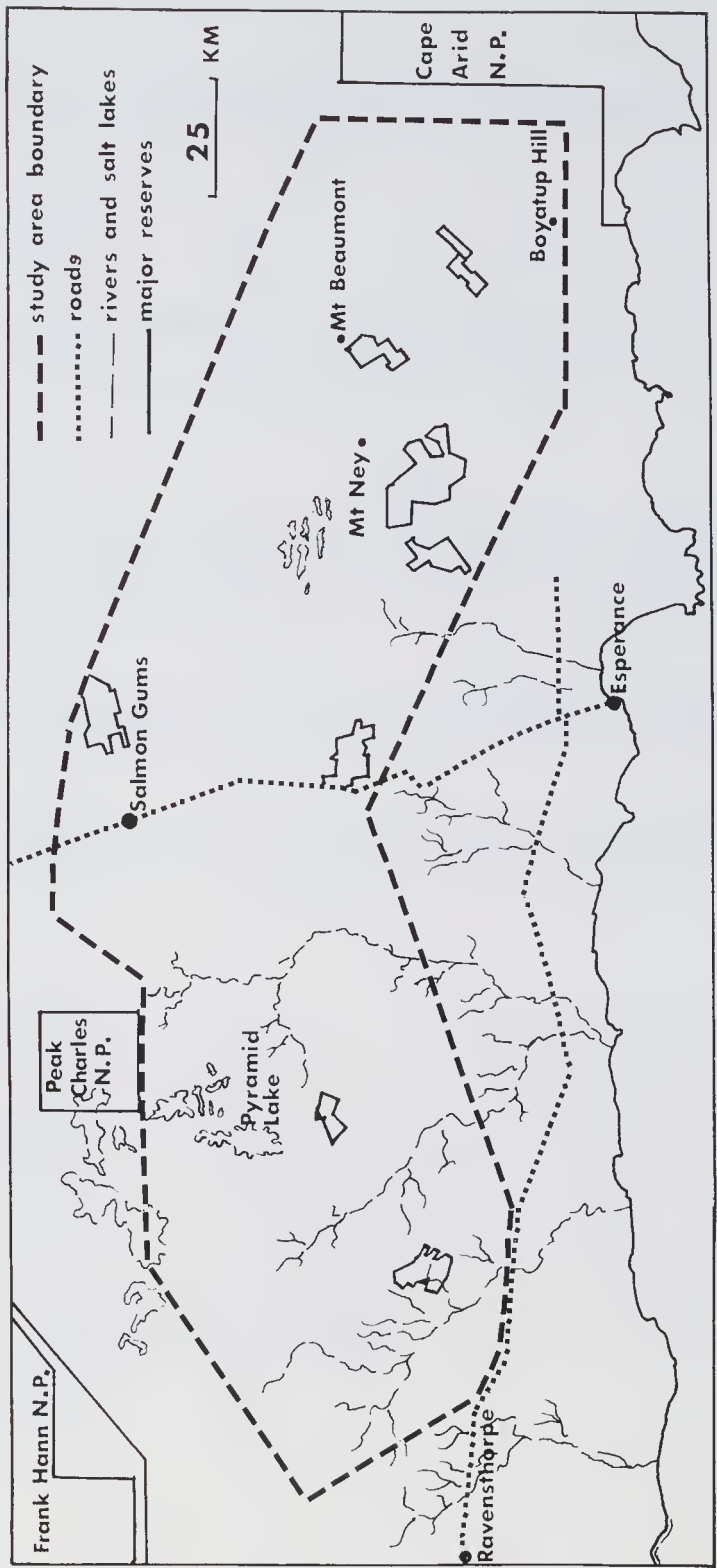 Frank Hann N.P.
Peak
Charles
N.P.
study area boundary
roads
rivers and salt lakes
major reserves
25 KM
Cape
Arid
N.P.
Salmon Gums
Pyramid
Lake
Mt Ney
Mt Beaumont
Boyatup Hill
Ravensthorpe
Esperance